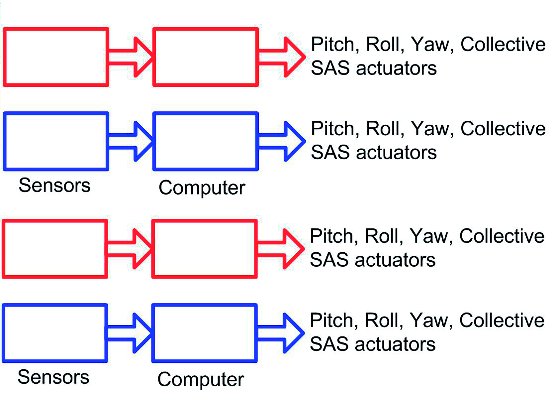 Pitch, Roll, Yaw, Collective
SAS actuators
Pitch, Roll, Yaw, Collective
SAS actuators
Sensors
Computer
Pitch, Roll, Yaw, Collective
SAS actuators
Pitch, Roll, Yaw, Collective
SAS actuators
Sensors
Computer